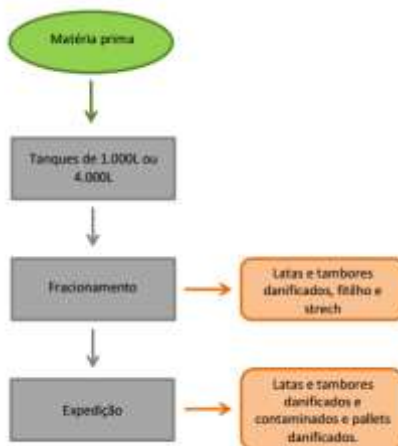 Matéria prima
Tanques de 1.000L ou
4.000L
Fracionamento
Latas e tambores
danificados, fitilho e
strech
Expedição
Latas e tambores
danificados e
contaminados e pallets
danificados.